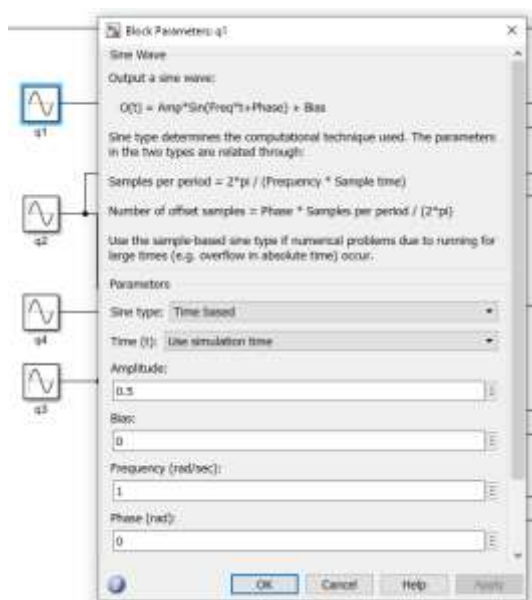 Block Parameters: q1
Sine Wave
Output a sine wave:
O(t) = Amp*Sin(Freq*t+Phase) + Bias
Sine type determines the computational technique used. The parameters
in the two types are related through:
Samples per period = 2*pi / (Frequency * Sample time)
Number of offset samples = Phase * Samples per period / (2*pi)
Use the sample-based sine type if numerical problems due to running for
large times (e.g. overflow in absolute time) occur.
Parameters
Sine type: Time based
Time (t): Use simulation time
Amplitude:
0.5
Bias:
0
Frequency (rad/sec):
1
Phase (rad):
0
OK Cancel Help Apply
q1
q2
q4
q3